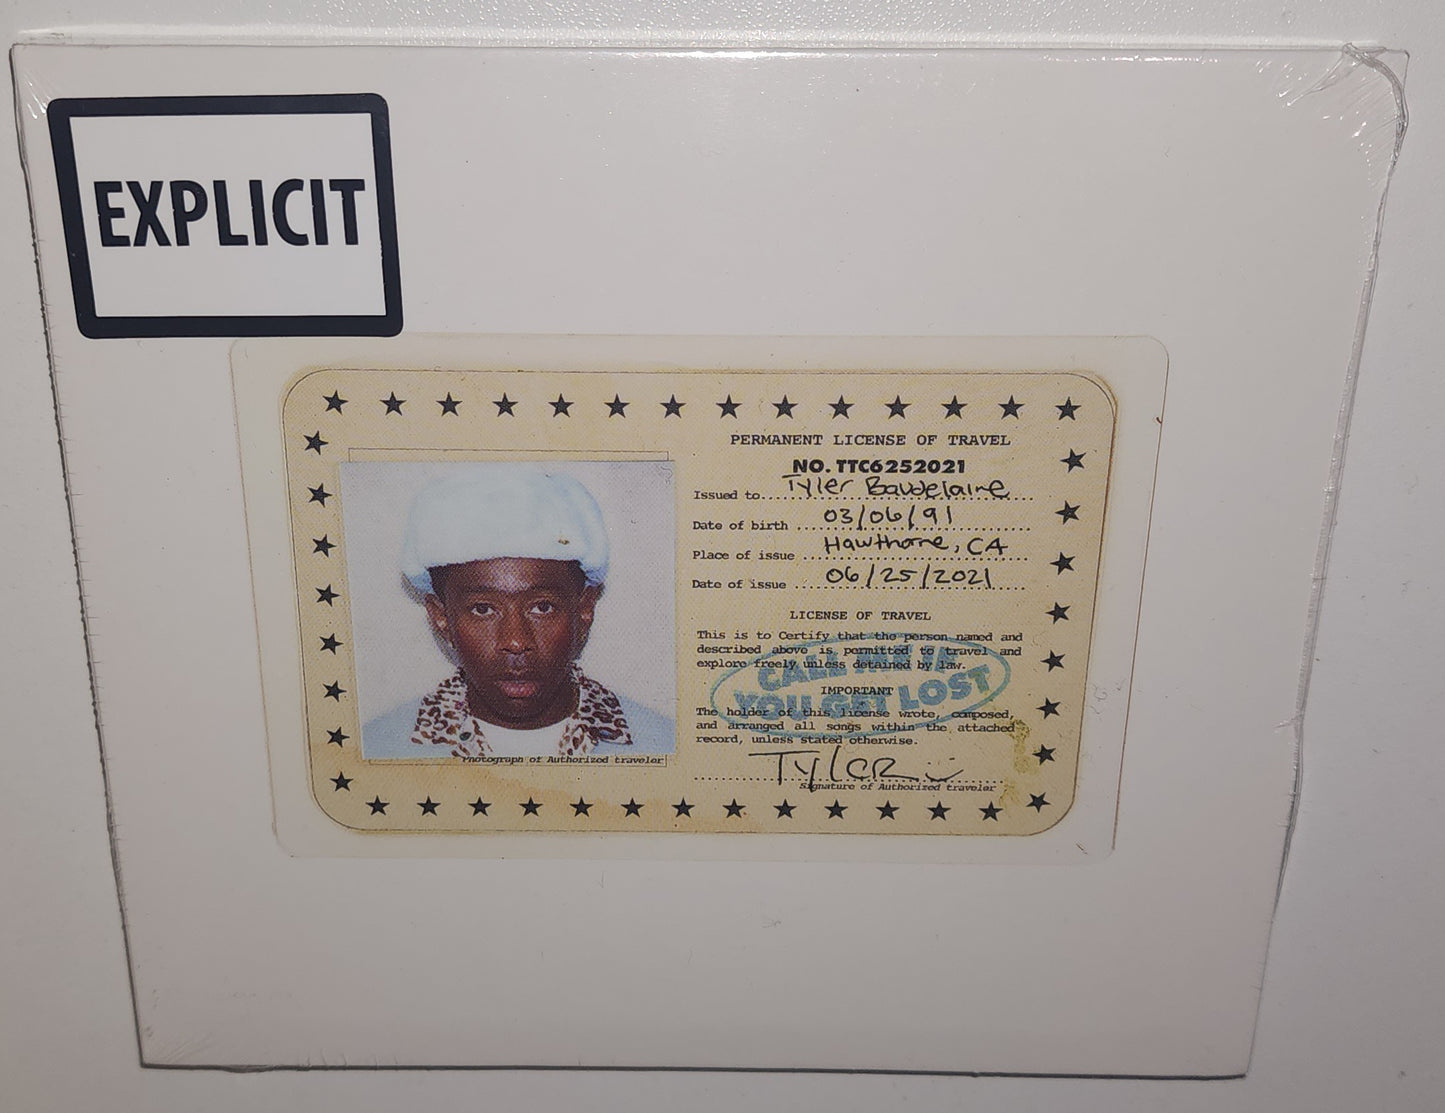 EXPLICIT
PERMANENT LICENSE OF TRAVEL
NO. TTC6252021
Issued to....Tyler Baudelaire....
Date of birth ....03/06/91....
Place of issue ....Hawthorne, CA....
Date of issue ....06/25/2021....
LICENSE OF TRAVEL
This is to Certify that the person named and
described above is permitted to travel and
explore freely unless detained by law.
CALL ME IF
YOU GET LOST
IMPORTANT
The holder of this license wrote, composed,
and arranged all songs within the attached
record, unless stated otherwise.
TyLER
Photograph of Authorized traveler
Signature of Authorized traveler